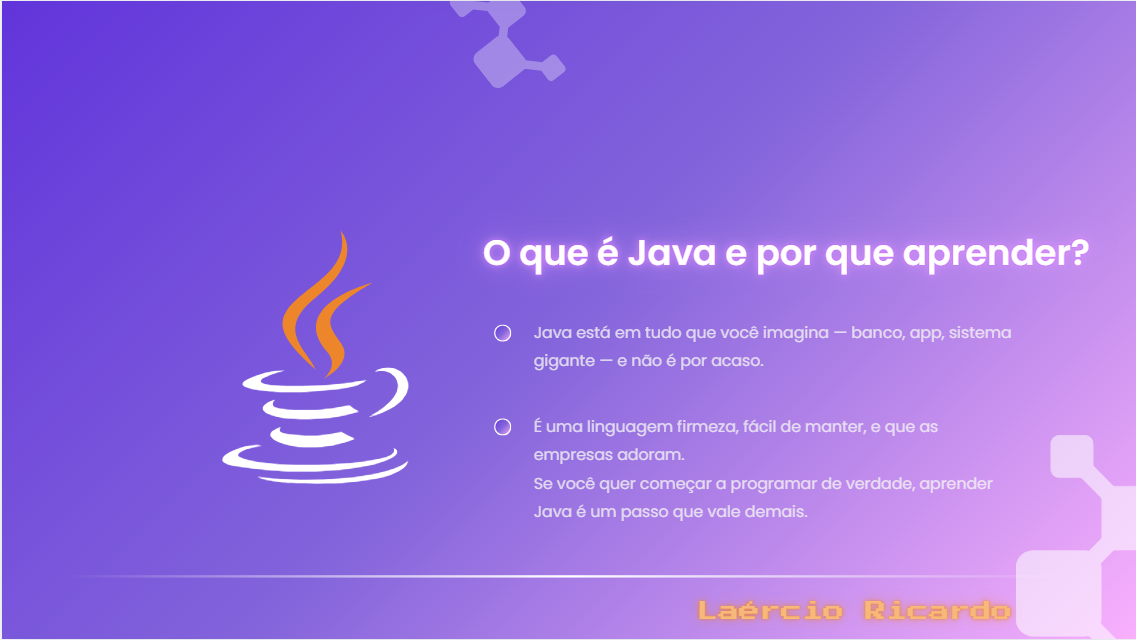 O que é Java e por que aprender?
Java está em tudo que você imagina — banco, app, sistema
gigante — e não é por acaso.
É uma linguagem firmeza, fácil de manter, e que as
empresas adoram.
Se você quer começar a programar de verdade, aprender
Java é um passo que vale demais.
Laércio Ricardo